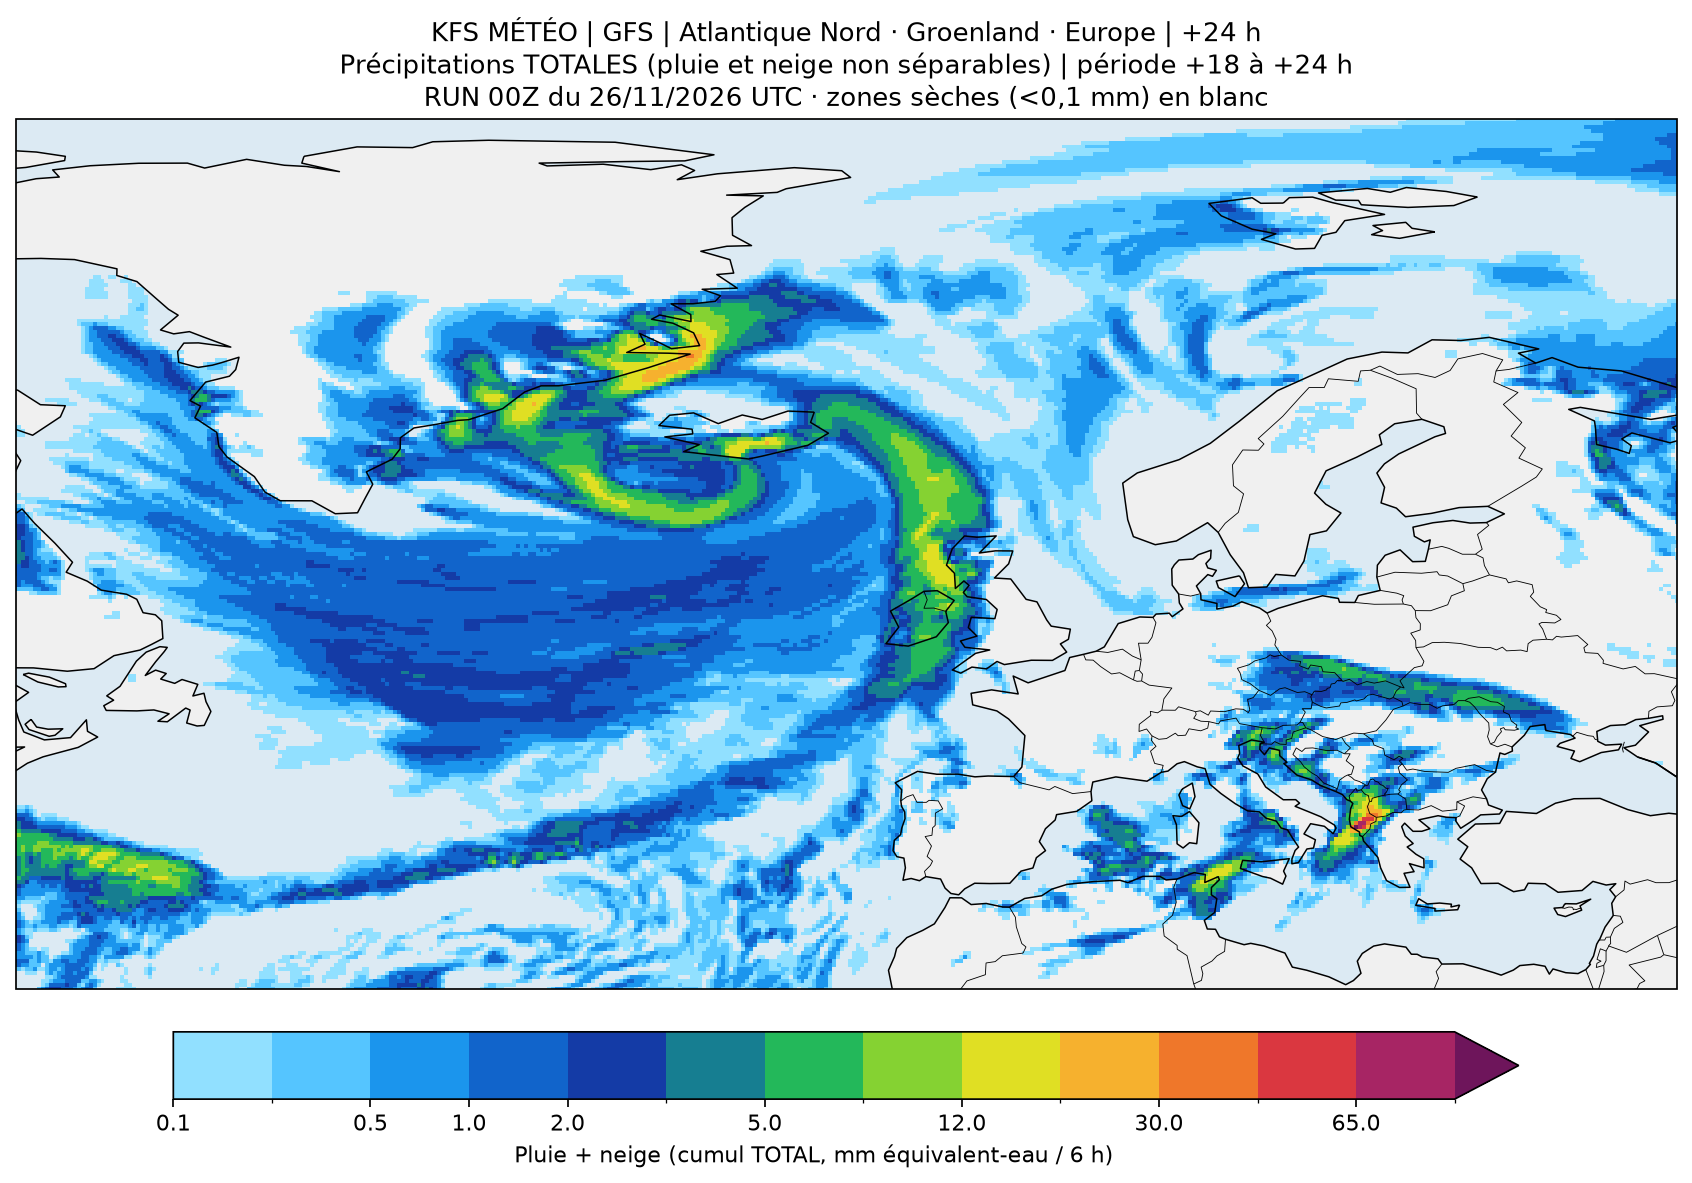 KFS MÉTÉO | GFS | Atlantique Nord · Groenland · Europe | +24 h
Précipitations TOTALES (pluie et neige non séparables) | période +18 à +24 h
RUN 00Z du 26/11/2026 UTC · zones sèches (<0,1 mm) en blanc
0.1 0.5 1.0 2.0 5.0 12.0 30.0 65.0
Pluie + neige (cumul TOTAL, mm équivalent-eau / 6 h)